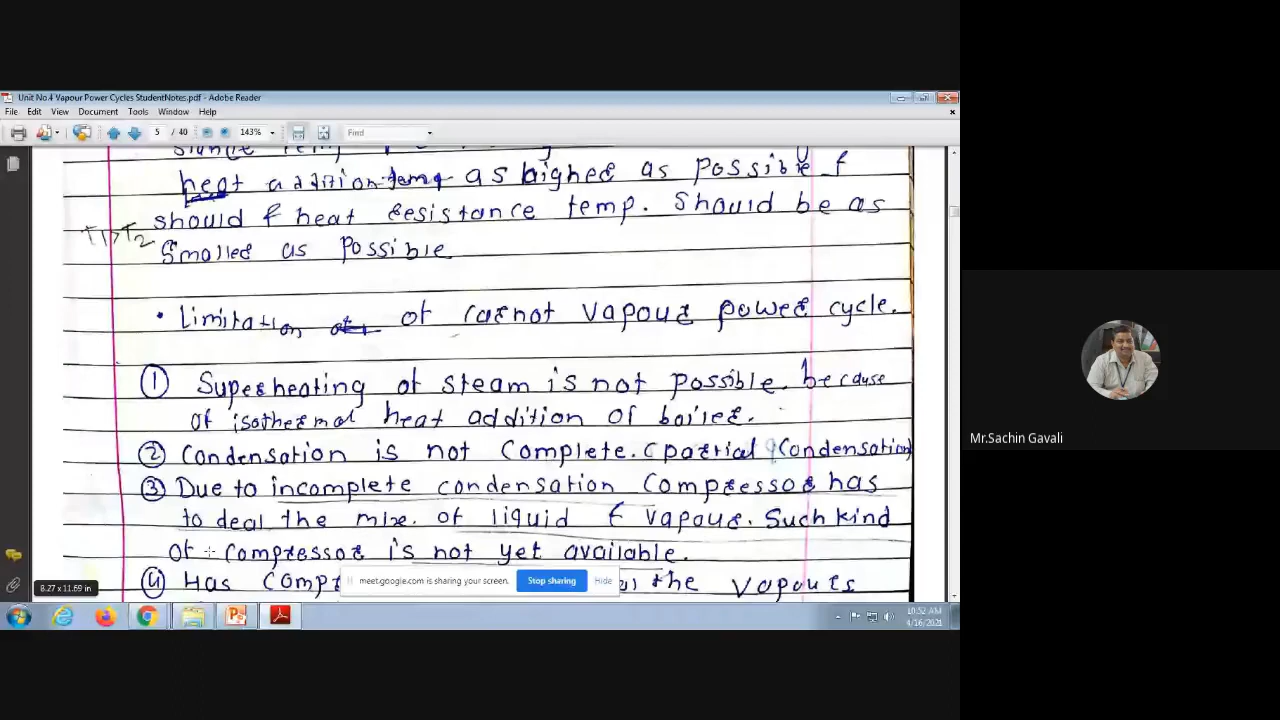 Unit No.4 Vapour Power Cycles StudentNotes.pdf - Adobe Reader
File Edit View Document Tools Window Help
5 / 40 143% Find
heat addition temp as higher as possible &
should & heat resistance temp. Should be as
T1>T2
Smaller as possible
• Limitation of carnot vapour power cycle.
① Superheating of steam is not possible. because
of isothermal heat addition of boiler.
② Condensation is not complete. (partial Condensation)
③ Due to incomplete condensation Compressor has
to deal the mix. of liquid & vapour. Such kind
of compressor is not yet available.
④ Has the vapours
meet.google.com is sharing your screen. Stop sharing Hide
8.27 x 11.69 in
10:52 AM
4/16/2021
Mr.Sachin Gavali